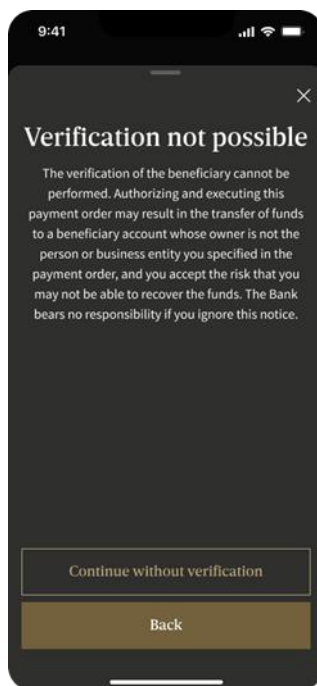 9:41
Verification not possible
The verification of the beneficiary cannot be
performed. Authorizing and executing this
payment order may result in the transfer of funds
to a beneficiary account whose owner is not the
person or business entity you specified in the
payment order, and you accept the risk that you
may not be able to recover the funds. The Bank
bears no responsibility if you ignore this notice.
Continue without verification
Back